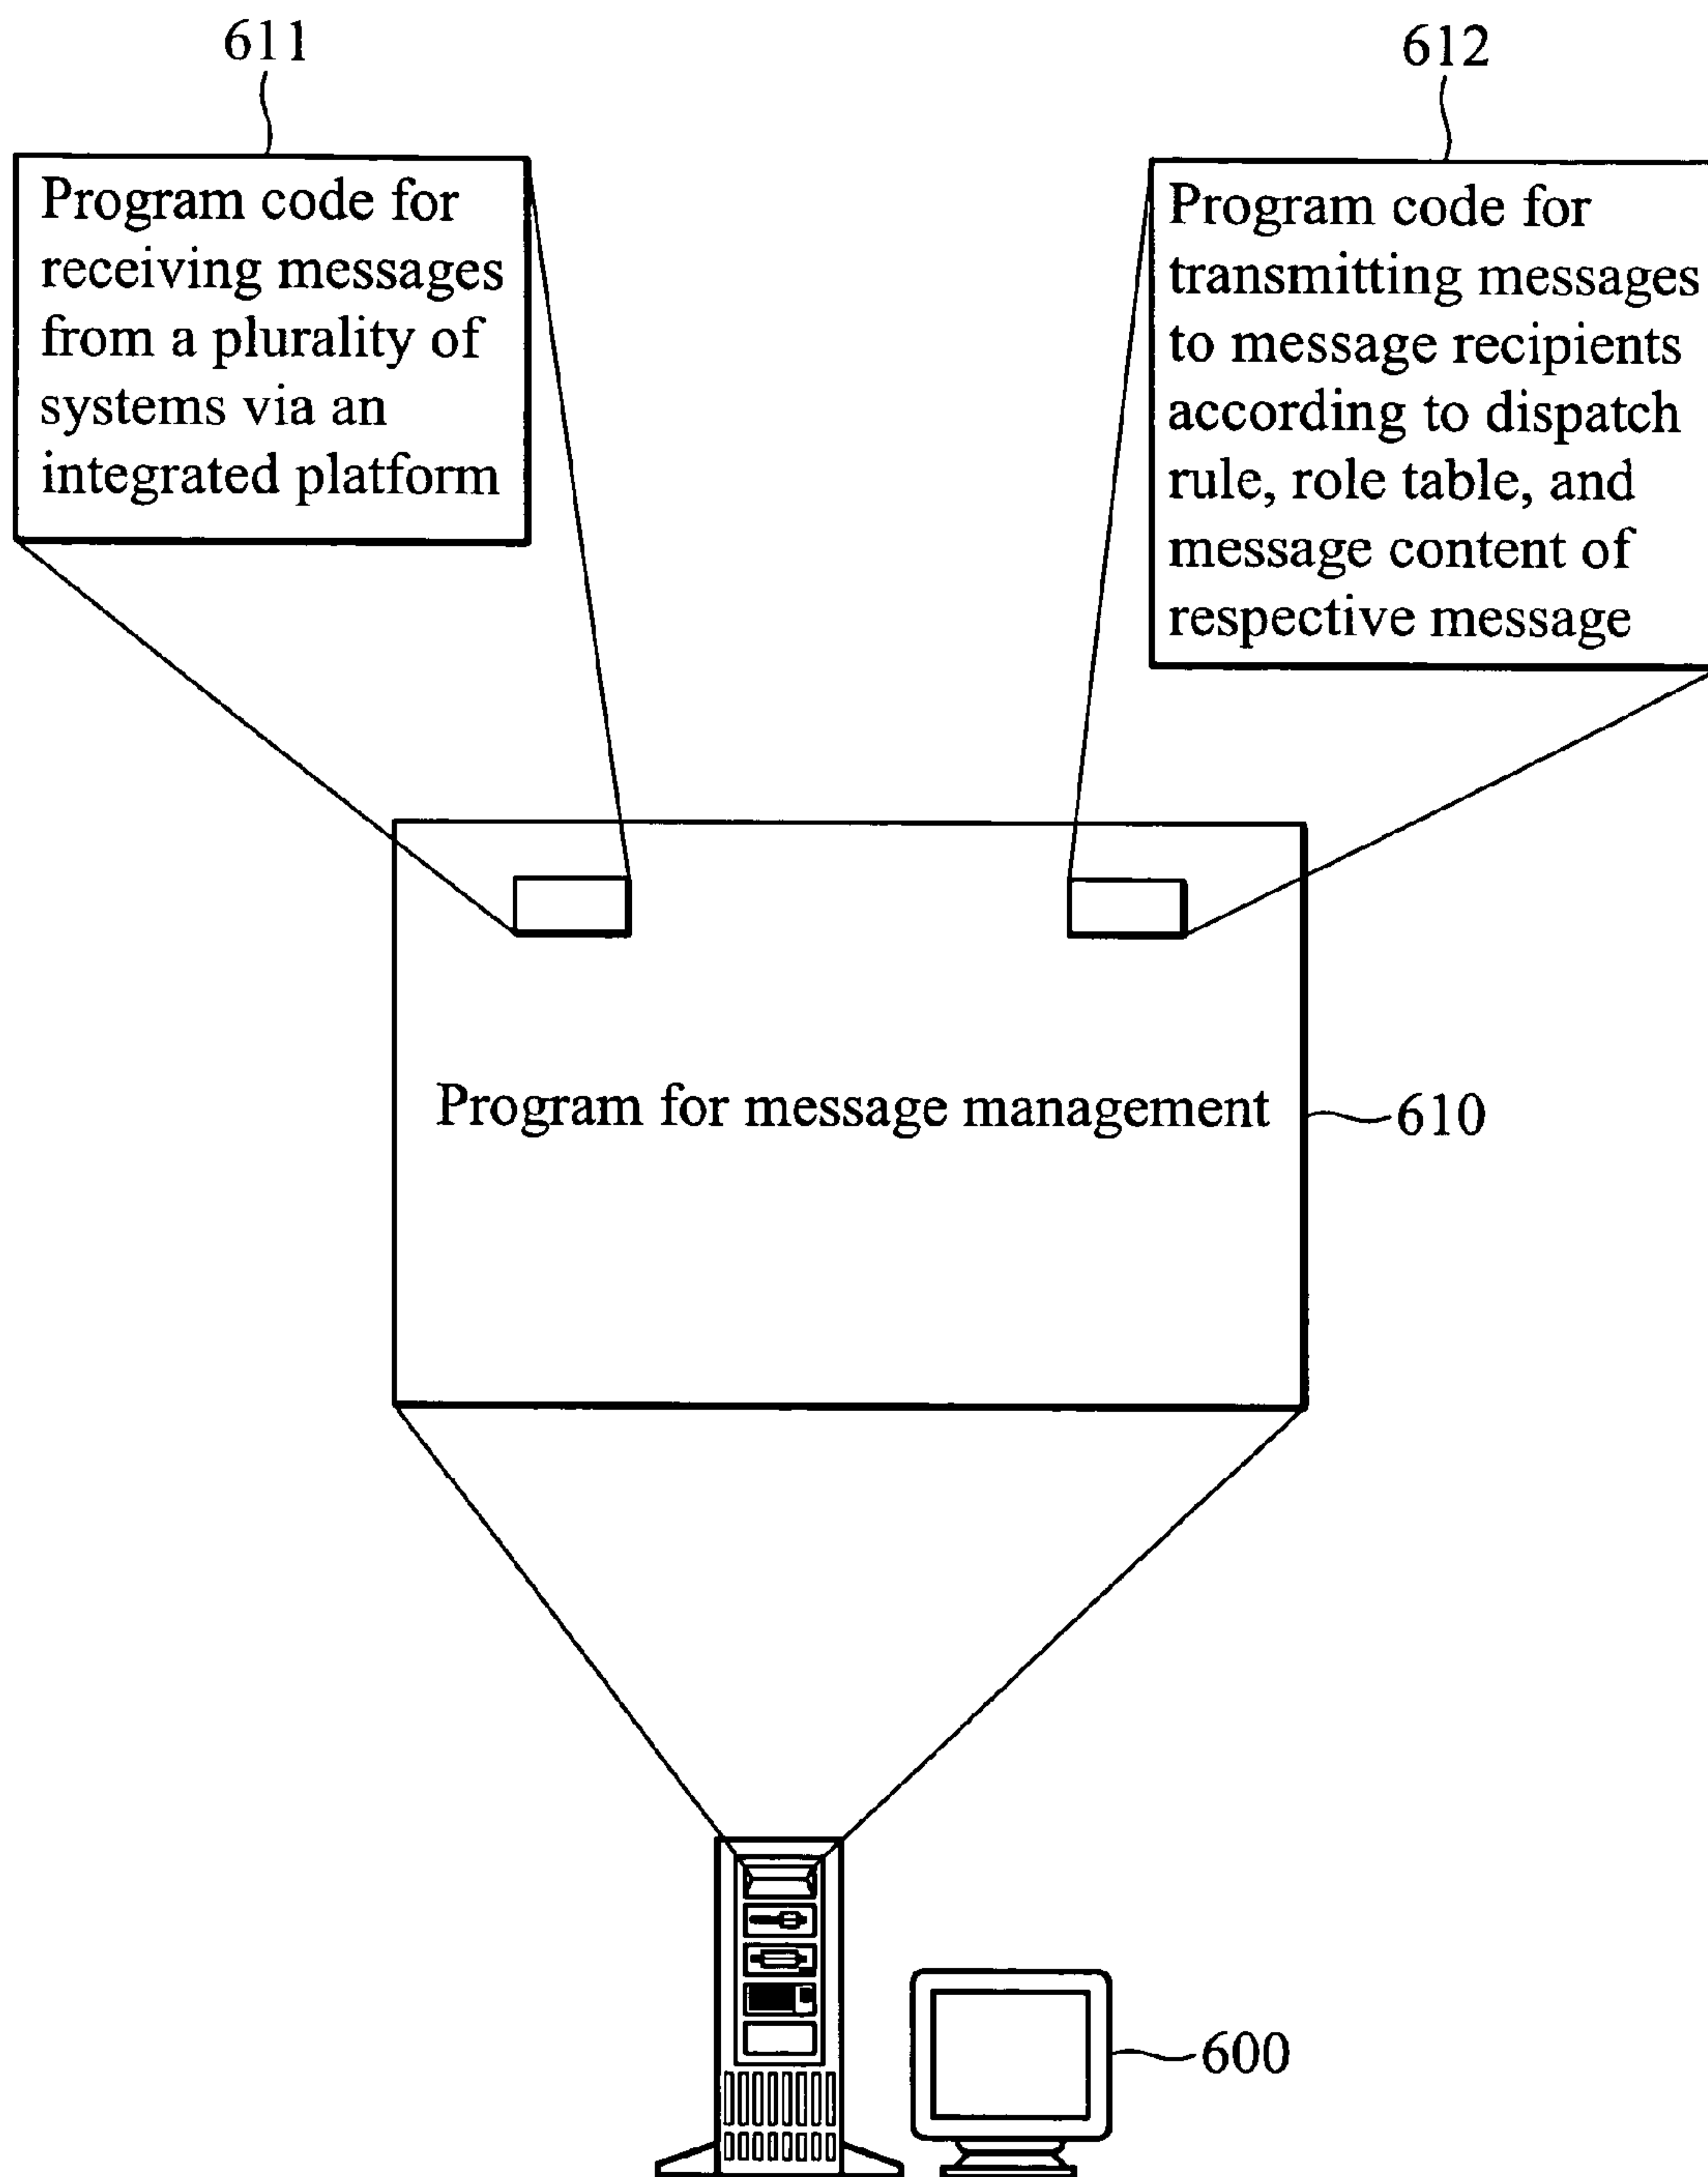 611
Program code for
receiving messages
from a plurality of
systems via an
integrated platform
612
Program code for
transmitting messages
to message recipients
according to dispatch
rule, role table, and
message content of
respective message
Program for message management
610
600